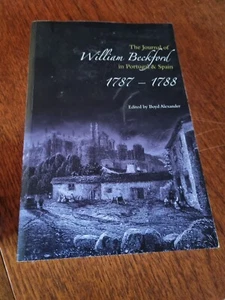 The Journal of
William Beckford
in Portugal & Spain
1787 – 1788
Edited by Boyd Alexander